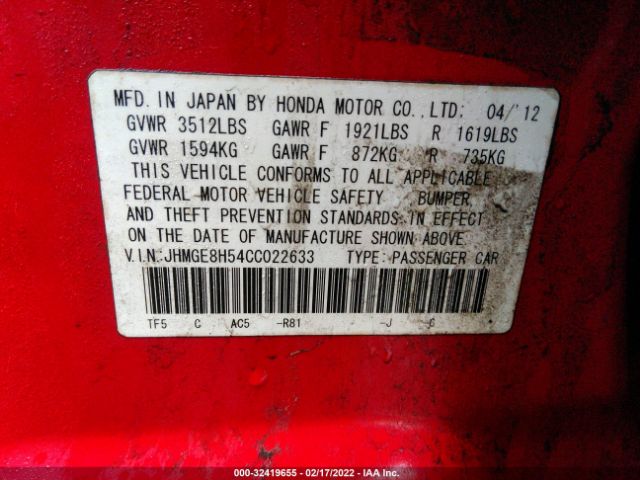 MFD. IN JAPAN BY HONDA MOTOR CO.,LTD: 04/'12
GVWR 3512LBS GAWR F 1921LBS R 1619LBS
GVWR 1594KG GAWR F 872KG R 735KG
THIS VEHICLE CONFORMS TO ALL APPLICABLE
FEDERAL MOTOR VEHICLE SAFETY BUMPER
AND THEFT PREVENTION STANDARDS IN EFFECT
ON THE DATE OF MANUFACTURE SHOWN ABOVE.
V.I.N.:JHMGE8H54CC022633 TYPE: PASSENGER CAR
TF5 C AC5 -R81 - -J C
000-32419655 - 02/17/2022 - IAA Inc.